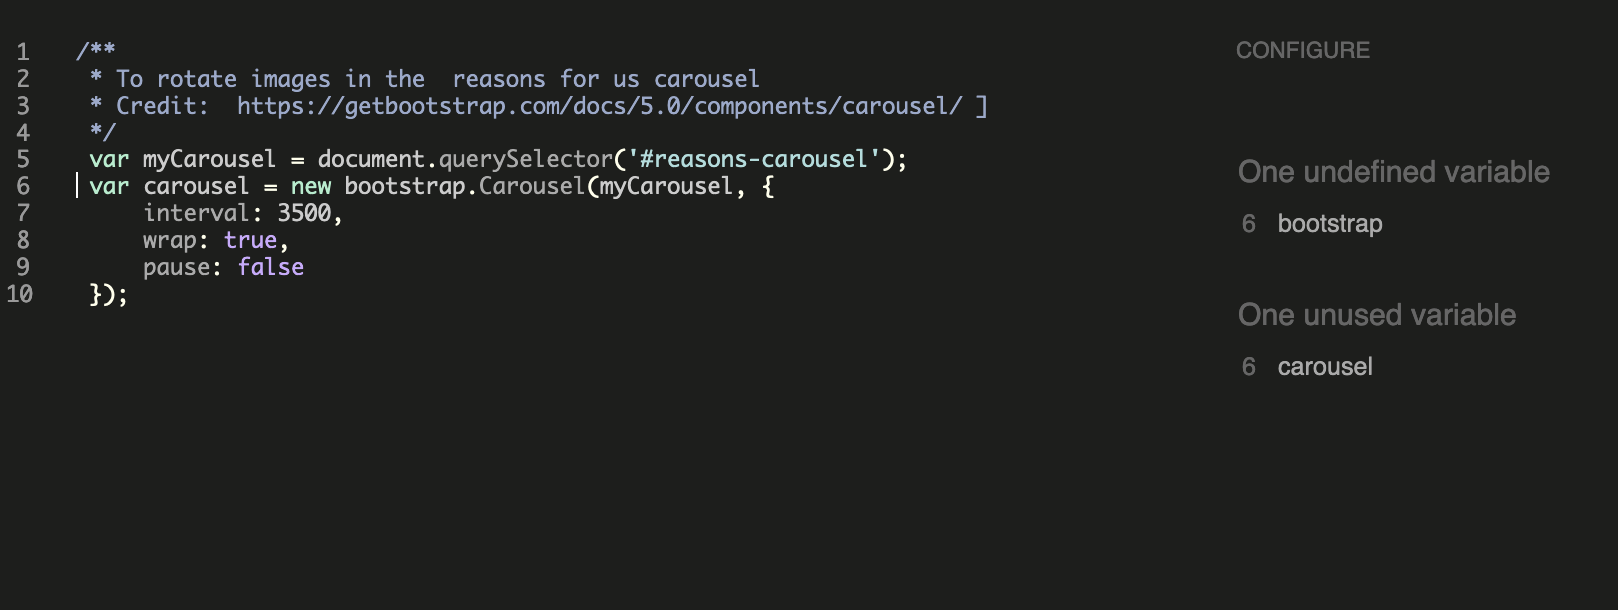 1 /**
2 * To rotate images in the  reasons for us carousel
3 * Credit:  https://getbootstrap.com/docs/5.0/components/carousel/ ]
4 */
5 var myCarousel = document.querySelector('#reasons-carousel');
6 var carousel = new bootstrap.Carousel(myCarousel, {
7     interval: 3500,
8     wrap: true,
9     pause: false
10 });
CONFIGURE
One undefined variable
6 bootstrap
One unused variable
6 carousel